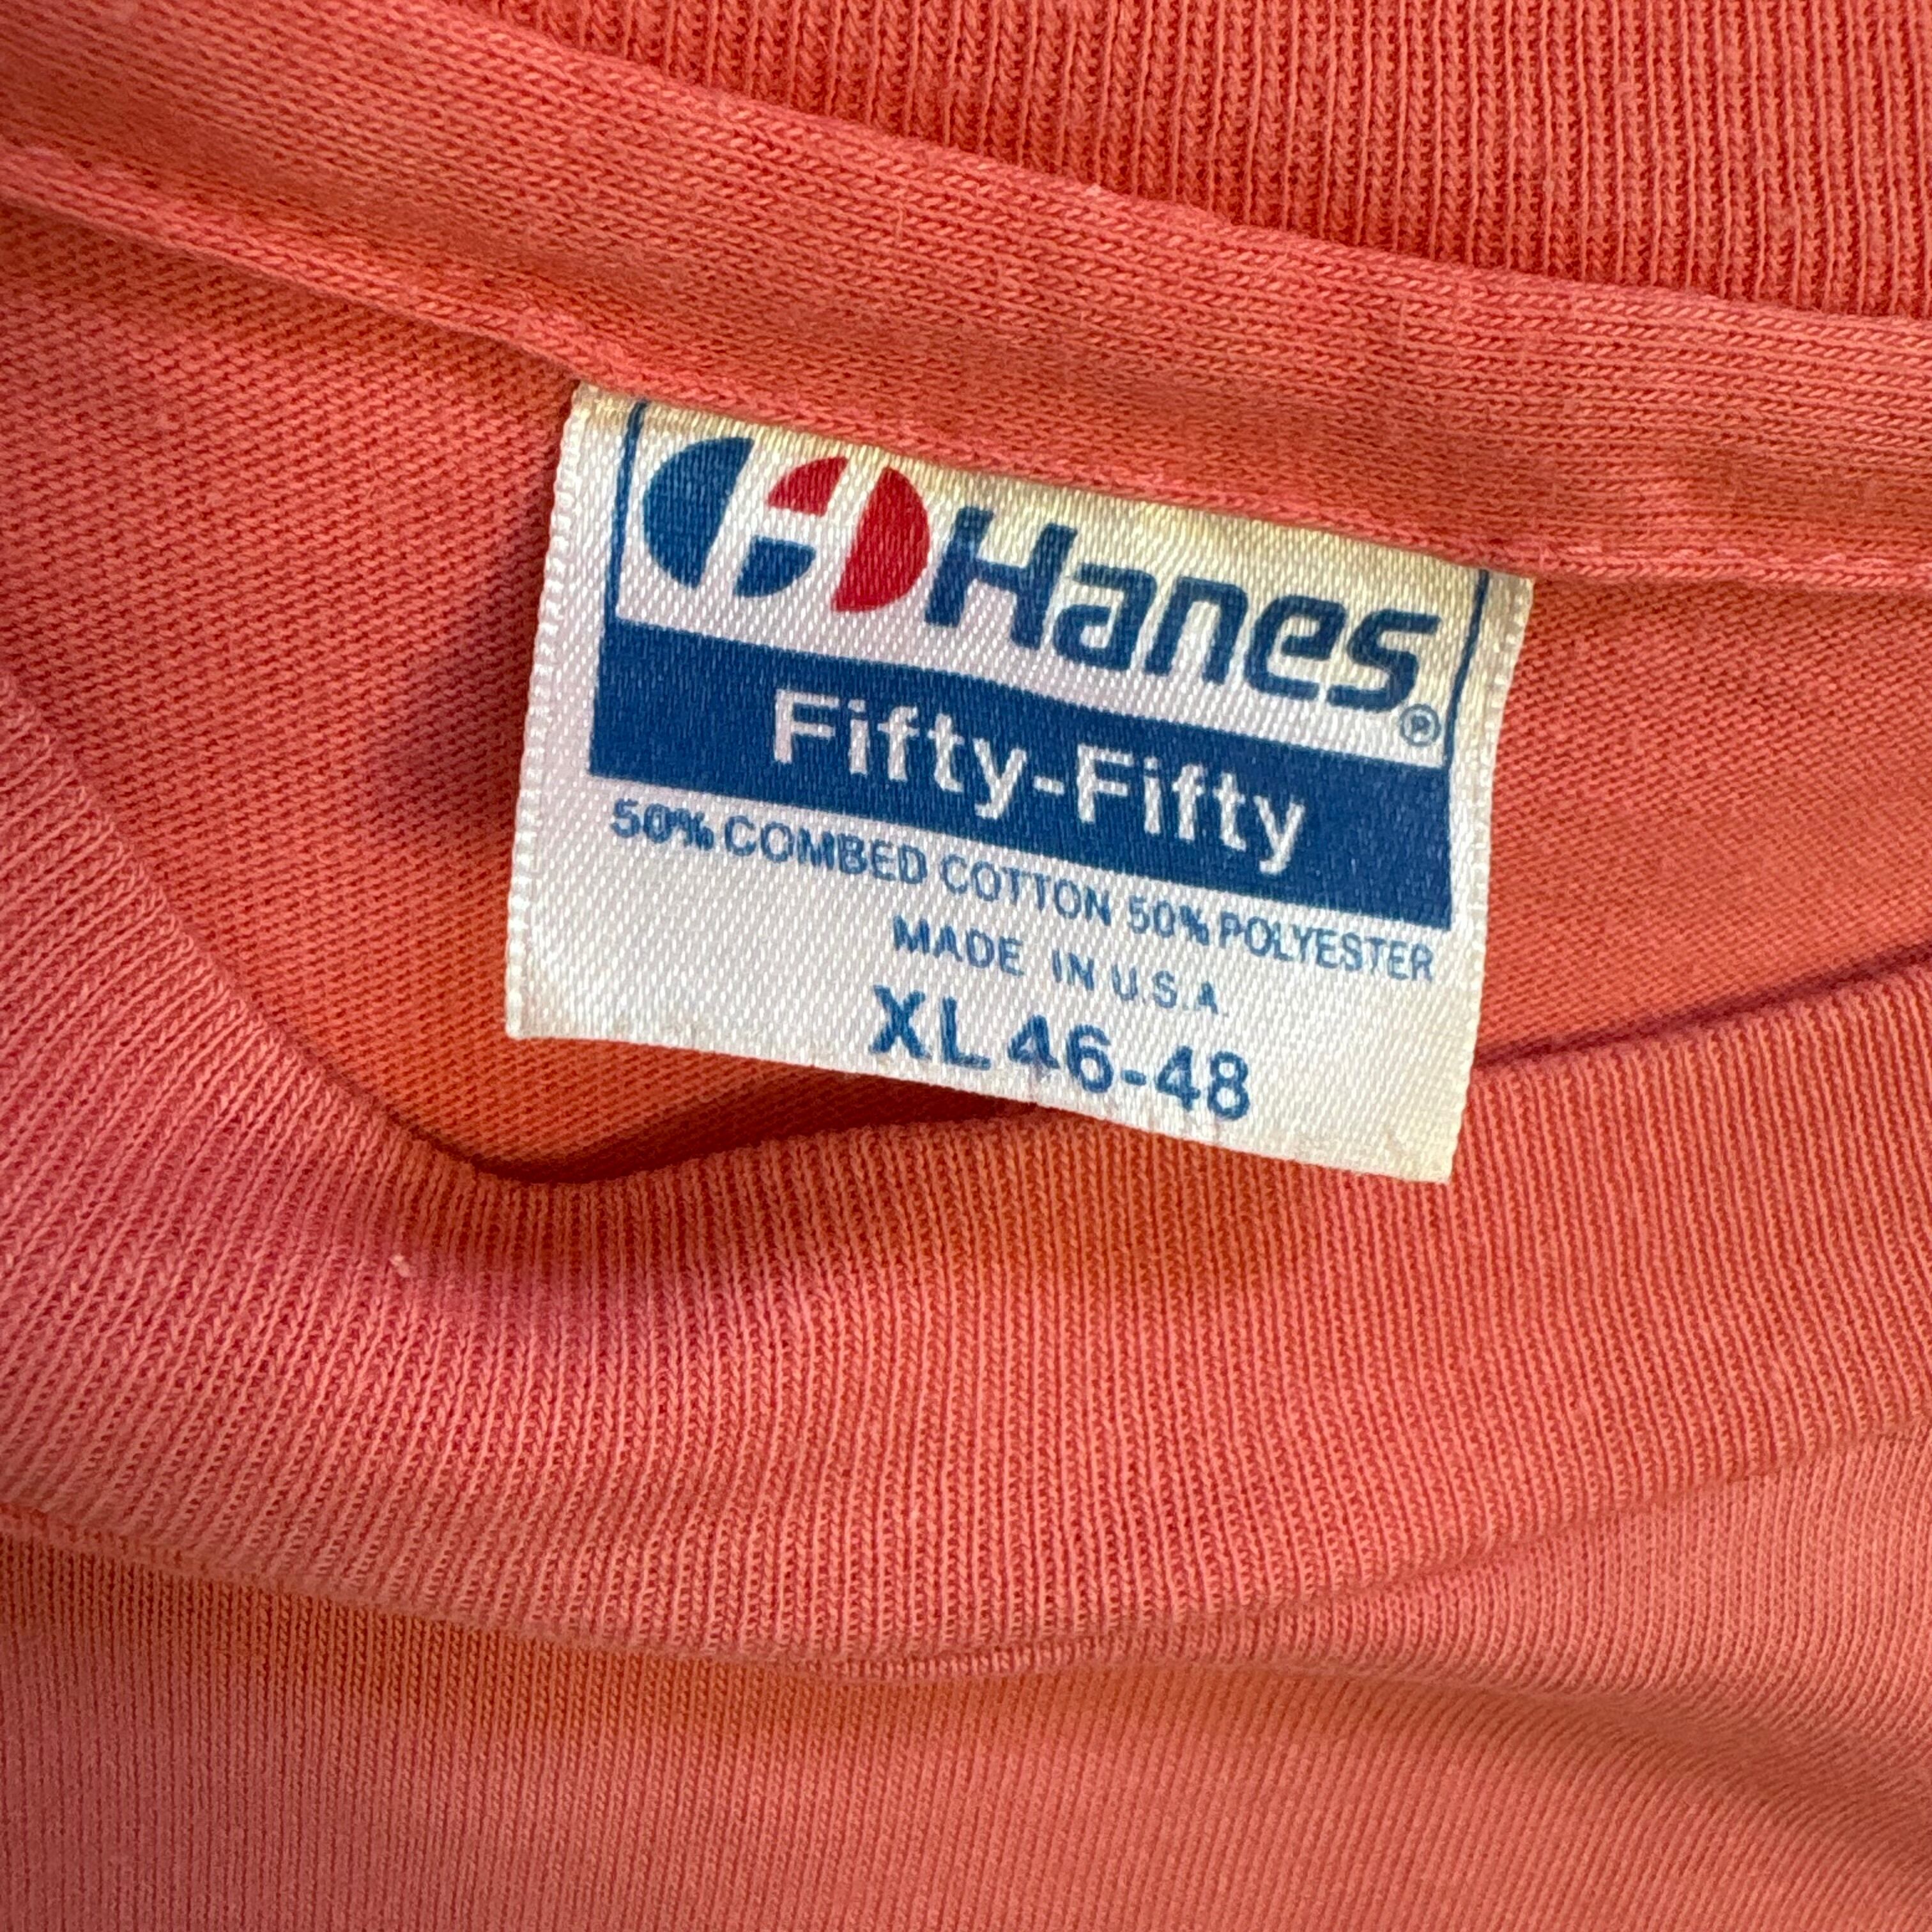 Hanes®
Fifty-Fifty
50% COMBED COTTON 50% POLYESTER
MADE IN U.S.A.
XL 46-48